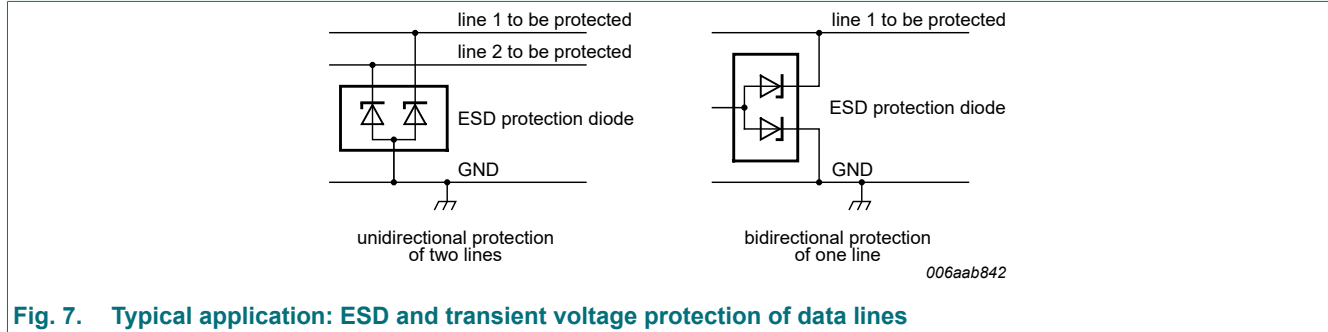 line 1 to be protected
line 2 to be protected
ESD protection diode
GND
unidirectional protection
of two lines
line 1 to be protected
ESD protection diode
GND
bidirectional protection
of one line
006aab842
Fig. 7. Typical application: ESD and transient voltage protection of data lines